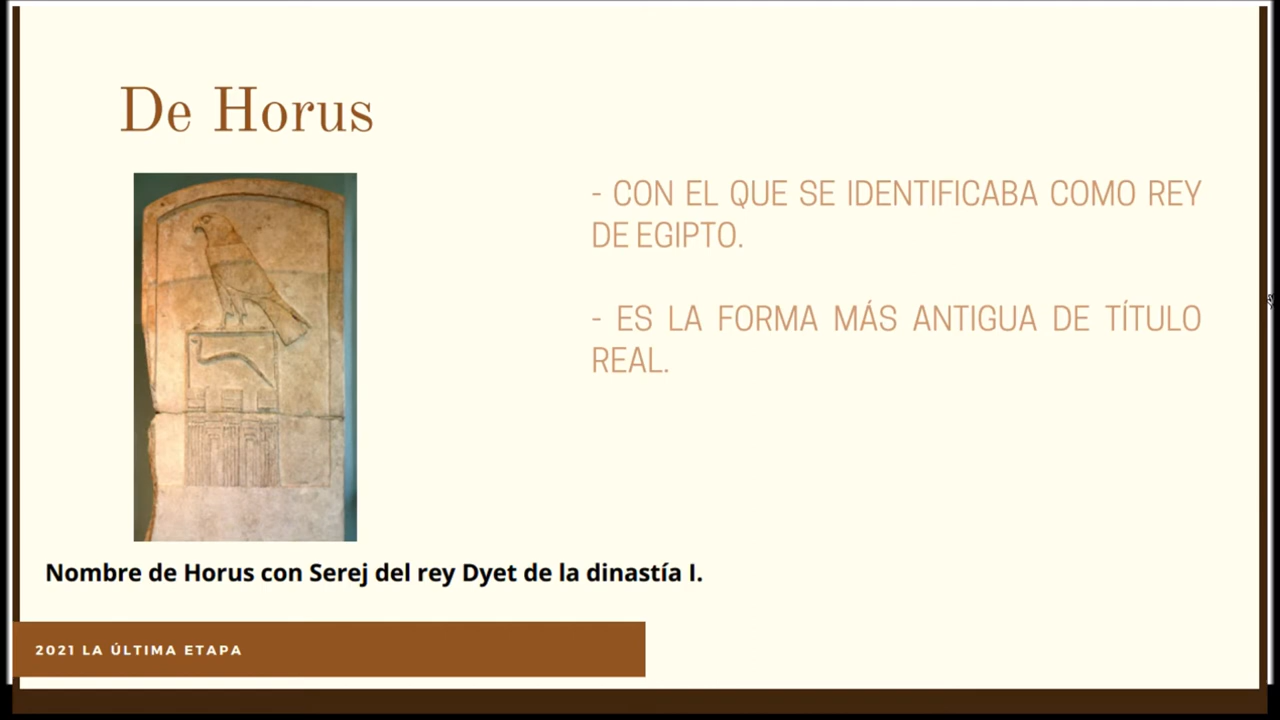 De Horus
- CON EL QUE SE IDENTIFICABA COMO REY
DE EGIPTO.
- ES LA FORMA MÁS ANTIGUA DE TÍTULO
REAL.
Nombre de Horus con Serej del rey Dyet de la dinastía I.
2021 LA ÚLTIMA ETAPA